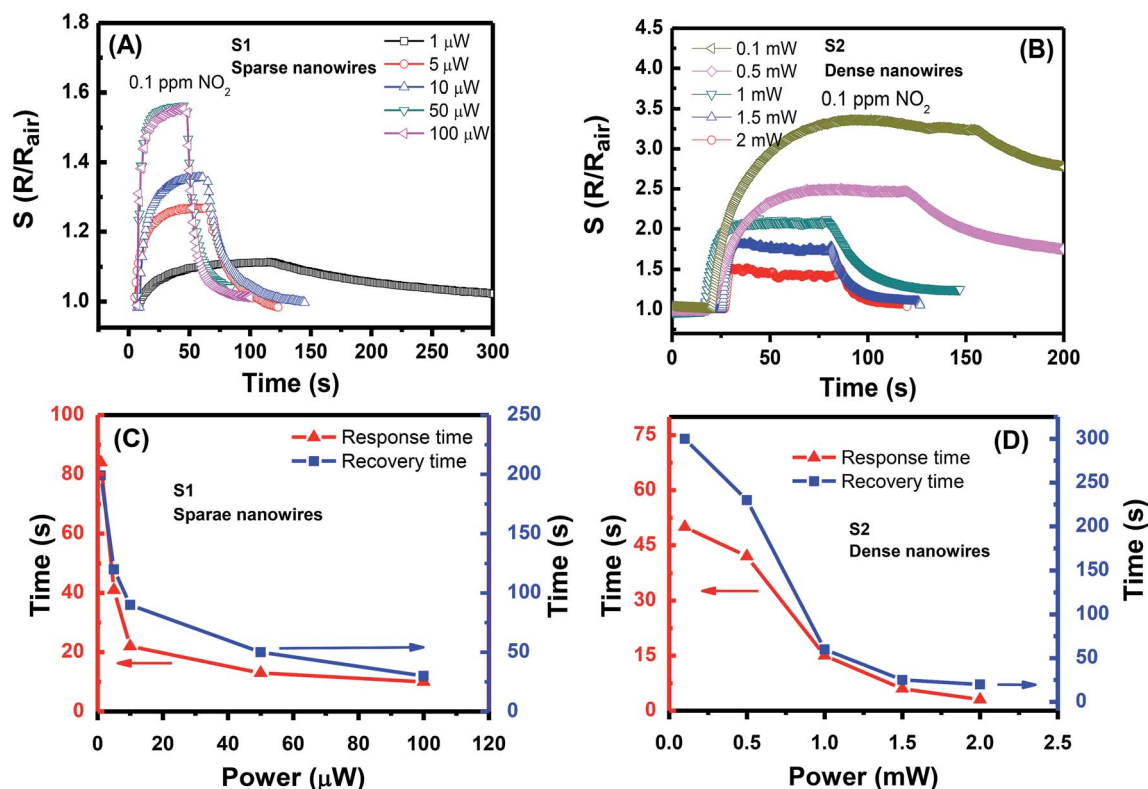 (A)
S1
Sparse nanowires
0.1 ppm NO2
1 μW
5 μW
10 μW
50 μW
100 μW
S (R/Rair)
1.8
1.6
1.4
1.2
1.0
0 50 100 150 200 250 300
Time (s)
(B)
S2
Dense nanowires
0.1 ppm NO2
0.1 mW
0.5 mW
1 mW
1.5 mW
2 mW
S (R/Rair)
4.5
4.0
3.5
3.0
2.5
2.0
1.5
1.0
0 50 100 150 200
Time (s)
(C)
Response time
Recovery time
S1
Sparae nanowires
Time (s)
100
80
60
40
20
0
250
200
150
100
50
0
Time (s)
0 20 40 60 80 100 120
Power (μW)
(D)
Response time
Recovery time
S2
Dense nanowires
Time (s)
75
60
45
30
15
0
300
250
200
150
100
50
0
Time (s)
0.0 0.5 1.0 1.5 2.0 2.5
Power (mW)